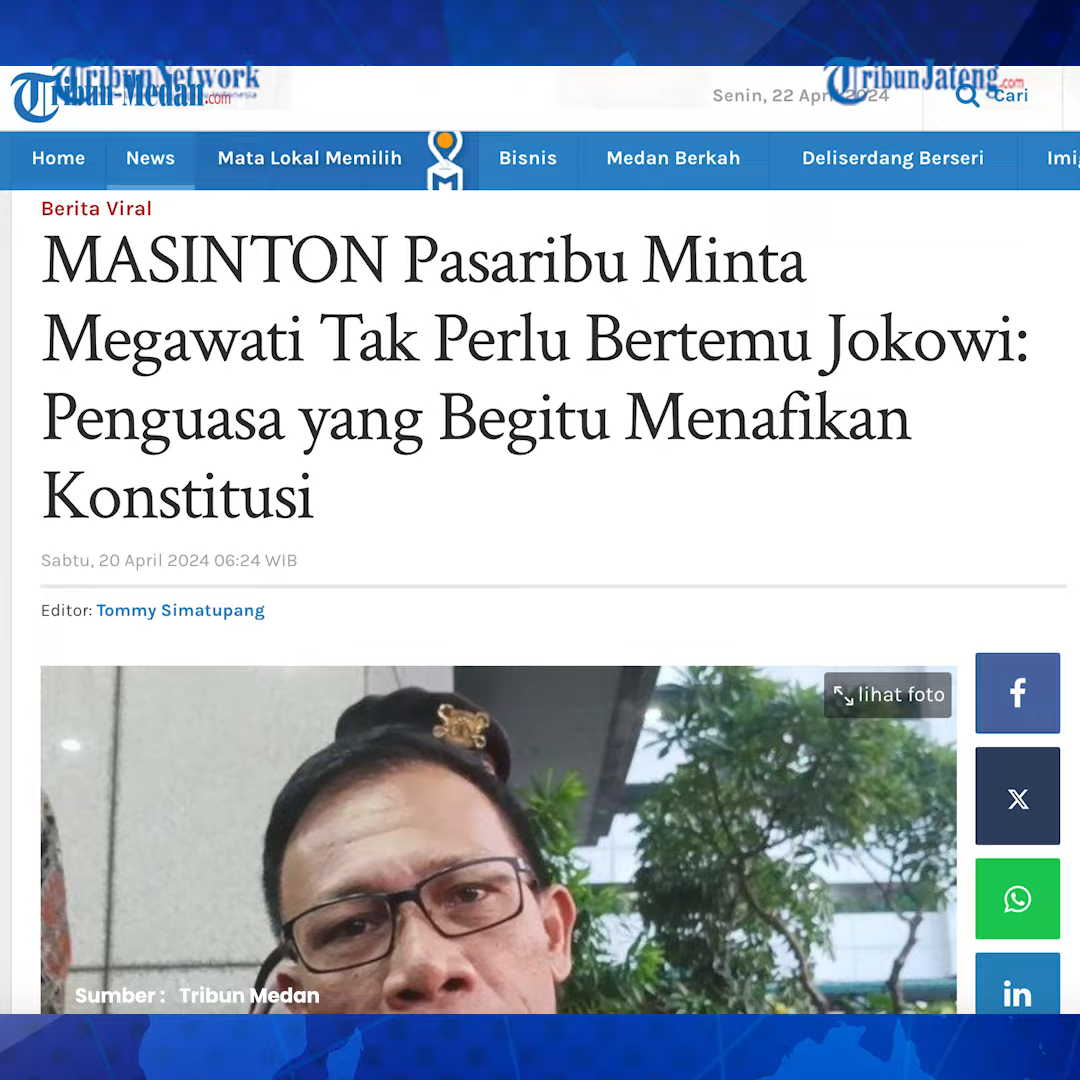 Tribun Network
Tribun-Medan.com
Senin, 22 April 2024
TribunJateng.com
Cari
Home News Mata Lokal Memilih Bisnis Medan Berkah Deliserdang Berseri
Berita Viral
MASINTON Pasaribu Minta
Megawati Tak Perlu Bertemu Jokowi:
Penguasa yang Begitu Menafikan
Konstitusi
Sabtu, 20 April 2024 06:24 WIB
Editor: Tommy Simatupang
lihat foto
Sumber : Tribun Medan